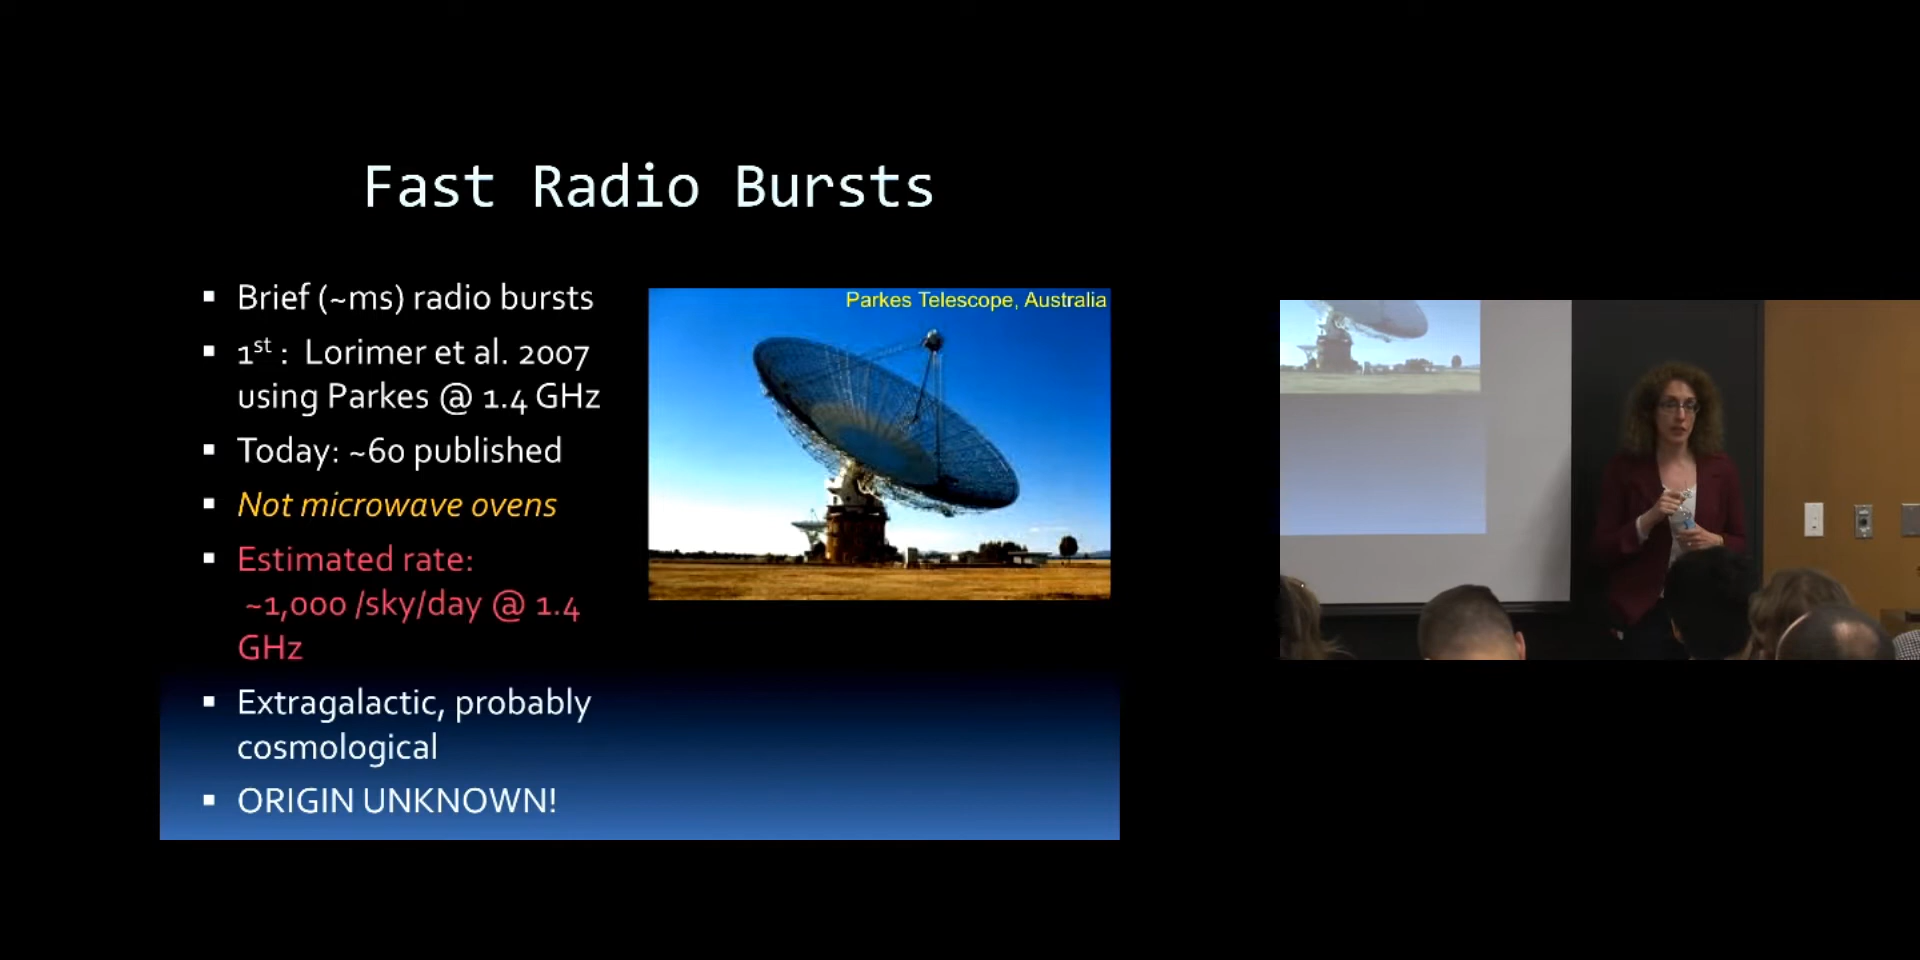 Fast Radio Bursts
▪ Brief (~ms) radio bursts
▪ 1st : Lorimer et al. 2007
using Parkes @ 1.4 GHz
▪ Today: ~60 published
▪ Not microwave ovens
▪ Estimated rate:
~1,000 /sky/day @ 1.4
GHz
▪ Extragalactic, probably
cosmological
▪ ORIGIN UNKNOWN!
Parkes Telescope, Australia